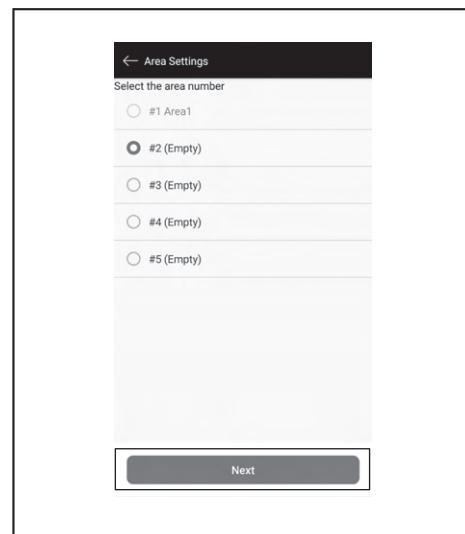 Area Settings
Select the area number
#1 Area1
#2 (Empty)
#3 (Empty)
#4 (Empty)
#5 (Empty)
Next